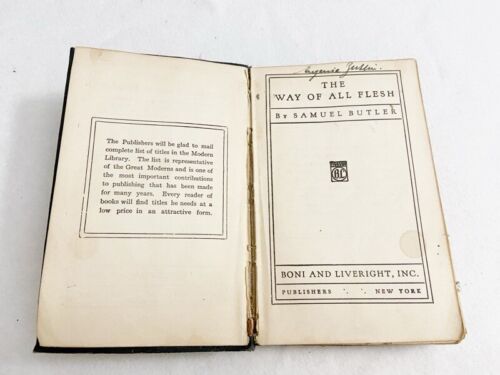 The Publishers will be glad to mail
complete list of titles in the Modern
Library. The list is representative
of the Great Moderns and is one of
the most important contributions
to publishing that has been made
for many years. Every reader of
books will find titles he needs at a
low price in an attractive form.
Eugenia
THE
WAY OF ALL FLESH
BY SAMUEL BUTLER
BL
BONI AND LIVERIGHT, INC.
PUBLISHERS NEW YORK